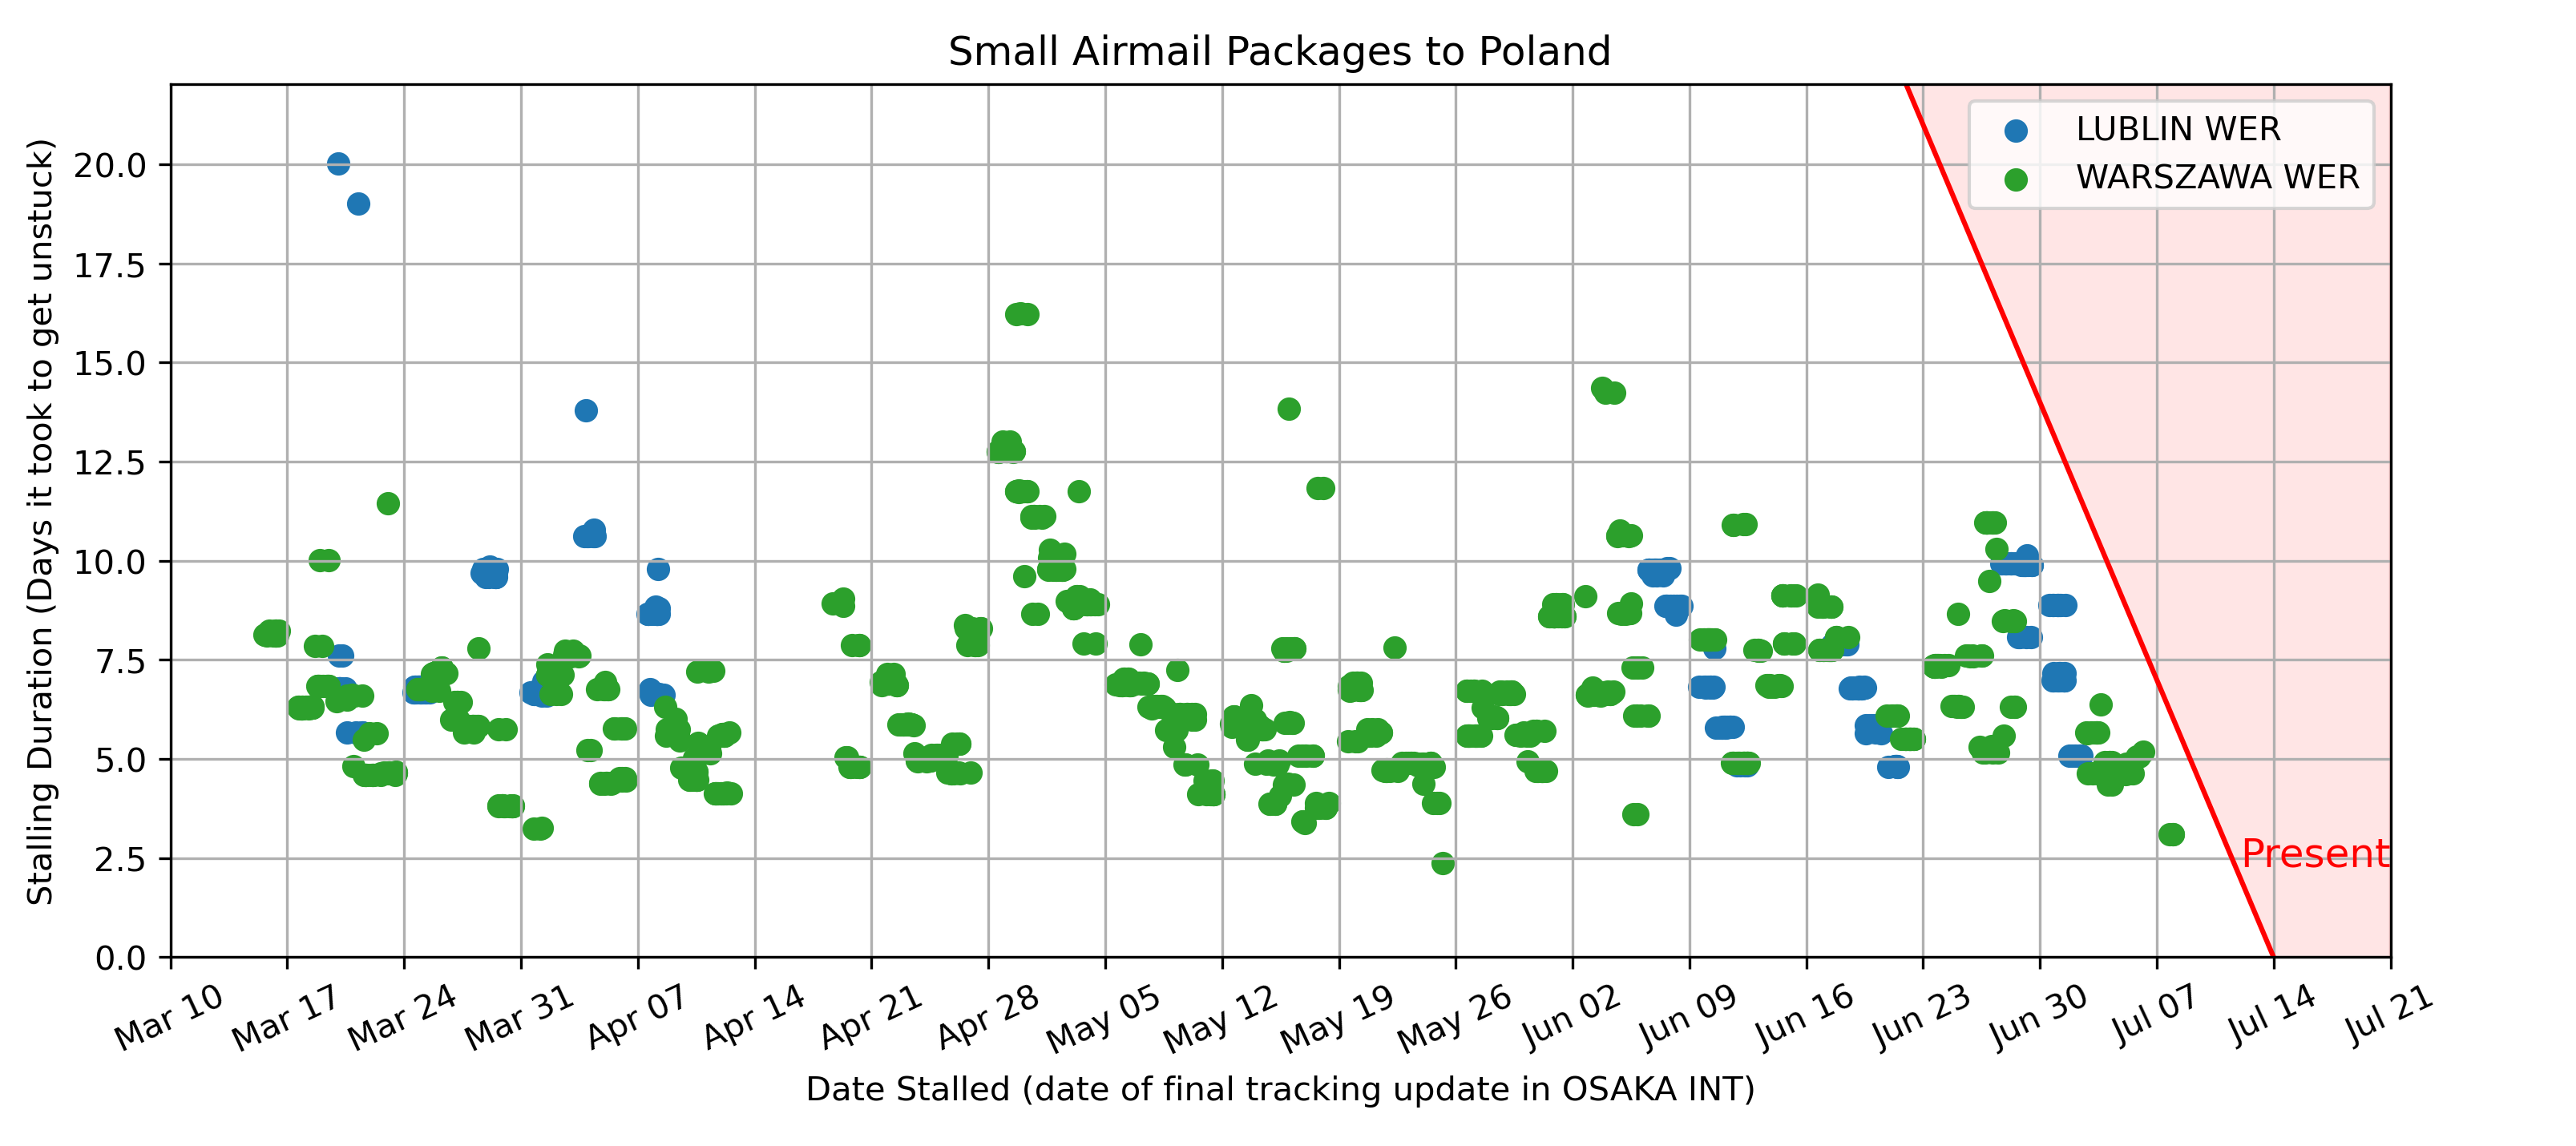 Small Airmail Packages to Poland
LUBLIN WER
WARSZAWA WER
Stalling Duration (Days it took to get unstuck)
20.0
17.5
15.0
12.5
10.0
7.5
5.0
2.5
0.0
Present
Mar 10
Mar 17
Mar 24
Mar 31
Apr 07
Apr 14
Apr 21
Apr 28
May 05
May 12
May 19
May 26
Jun 02
Jun 09
Jun 16
Jun 23
Jun 30
Jul 07
Jul 14
Jul 21
Date Stalled (date of final tracking update in OSAKA INT)